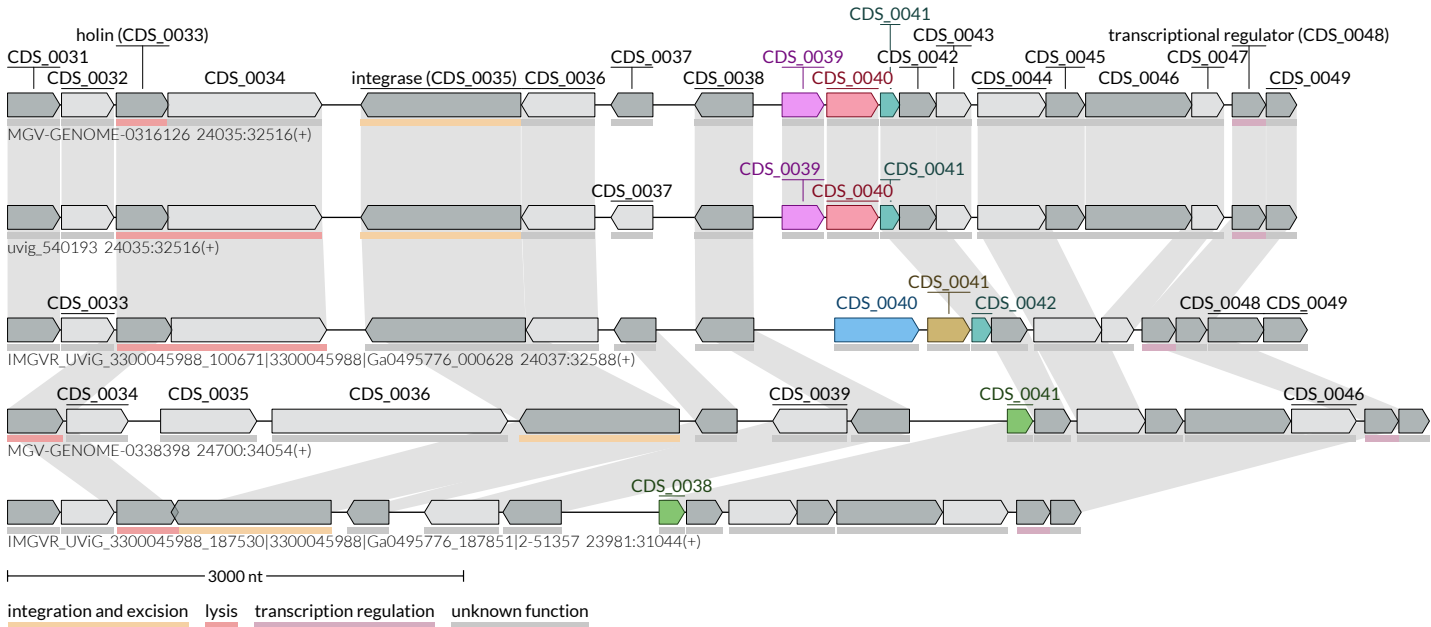 CDS_0041
holin (CDS_0033) CDS_0043 transcriptional regulator (CDS_0048)
CDS_0031 CDS_0037 CDS_0039 CDS_0042 CDS_0045 CDS_0047
CDS_0032 CDS_0034 integrase (CDS_0035) CDS_0036 CDS_0038 CDS_0040 CDS_0044 CDS_0046 CDS_0049
MGV-GENOME-0316126 24035:32516(+)
CDS_0039 CDS_0041
CDS_0037 CDS_0040
uvig_540193 24035:32516(+)
CDS_0041
CDS_0033 CDS_0040 CDS_0042 CDS_0048 CDS_0049
IMGVR_UViG_3300045988_100671|3300045988|Ga0495776_000628 24037:32588(+)
CDS_0034 CDS_0035 CDS_0036 CDS_0039 CDS_0041 CDS_0046
MGV-GENOME-0338398 24700:34054(+)
CDS_0038
IMGVR_UViG_3300045988_187530|3300045988|Ga0495776_187851|2-51357 23981:31044(+)
3000 nt
integration and excision lysis transcription regulation unknown function